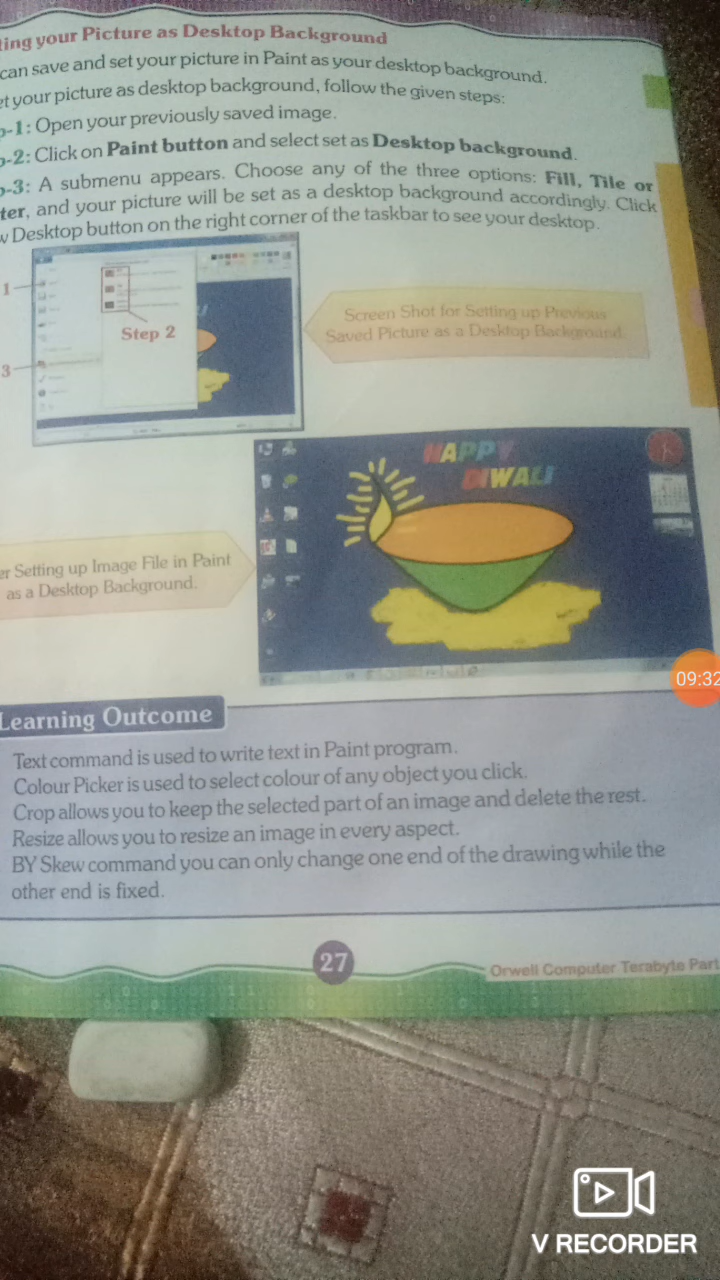 ting your Picture as Desktop Background
can save and set your picture in Paint as your desktop background.
et your picture as desktop background, follow the given steps:
p-1: Open your previously saved image.
p-2: Click on Paint button and select set as Desktop background.
p-3: A submenu appears. Choose any of the three options: Fill, Tile or
ter, and your picture will be set as a desktop background accordingly. Click
w Desktop button on the right corner of the taskbar to see your desktop.
1
Step 2
3
Screen Shot for Setting up Previous
Saved Picture as a Desktop Background
HAPPY
DIWALI
er Setting up Image File in Paint
as a Desktop Background.
09:32
Learning Outcome
Text command is used to write text in Paint program.
Colour Picker is used to select colour of any object you click.
Crop allows you to keep the selected part of an image and delete the rest.
Resize allows you to resize an image in every aspect.
BY Skew command you can only change one end of the drawing while the
other end is fixed.
27
Orwell Computer Terabyte Part
V RECORDER